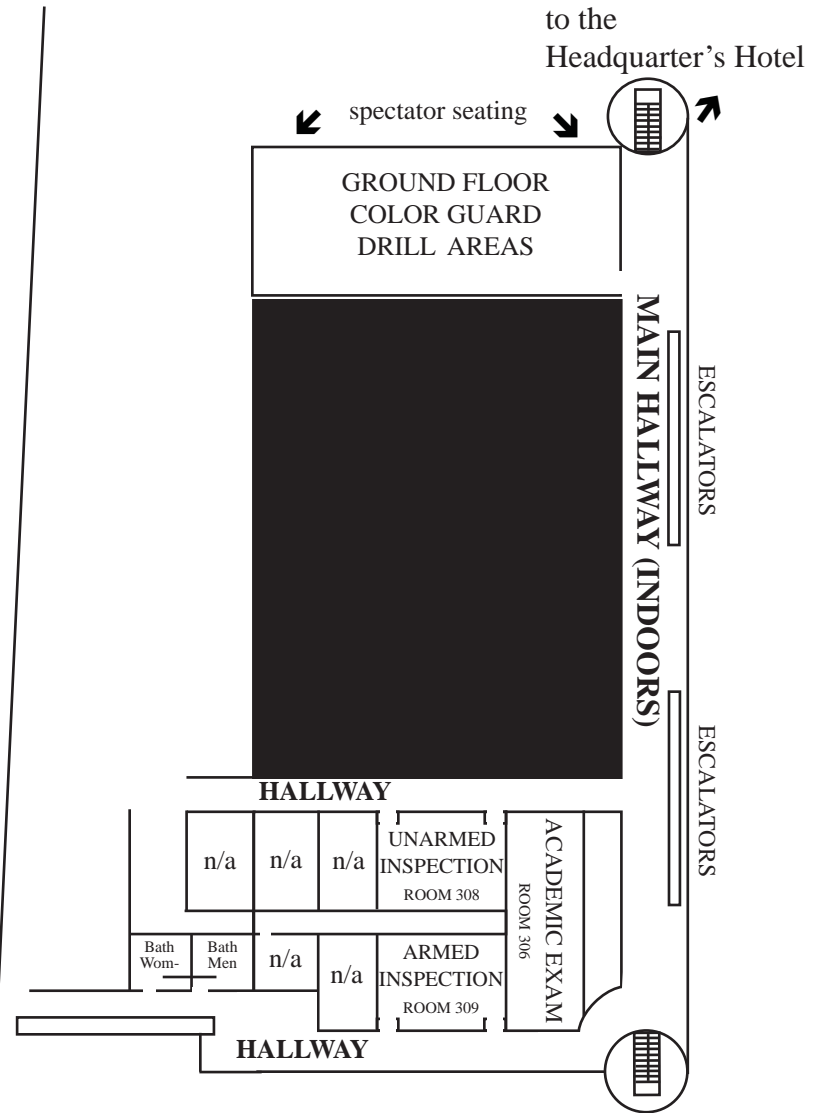 to the
Headquarter's Hotel
spectator seating
GROUND FLOOR
COLOR GUARD
DRILL AREAS
MAIN HALLWAY (INDOORS)
ESCALATORS
ESCALATORS
HALLWAY
n/a
n/a
n/a
UNARMED
INSPECTION
ROOM 308
ACADEMIC EXAM
ROOM 306
Bath
Wom-
Bath
Men
n/a
n/a
ARMED
INSPECTION
ROOM 309
HALLWAY